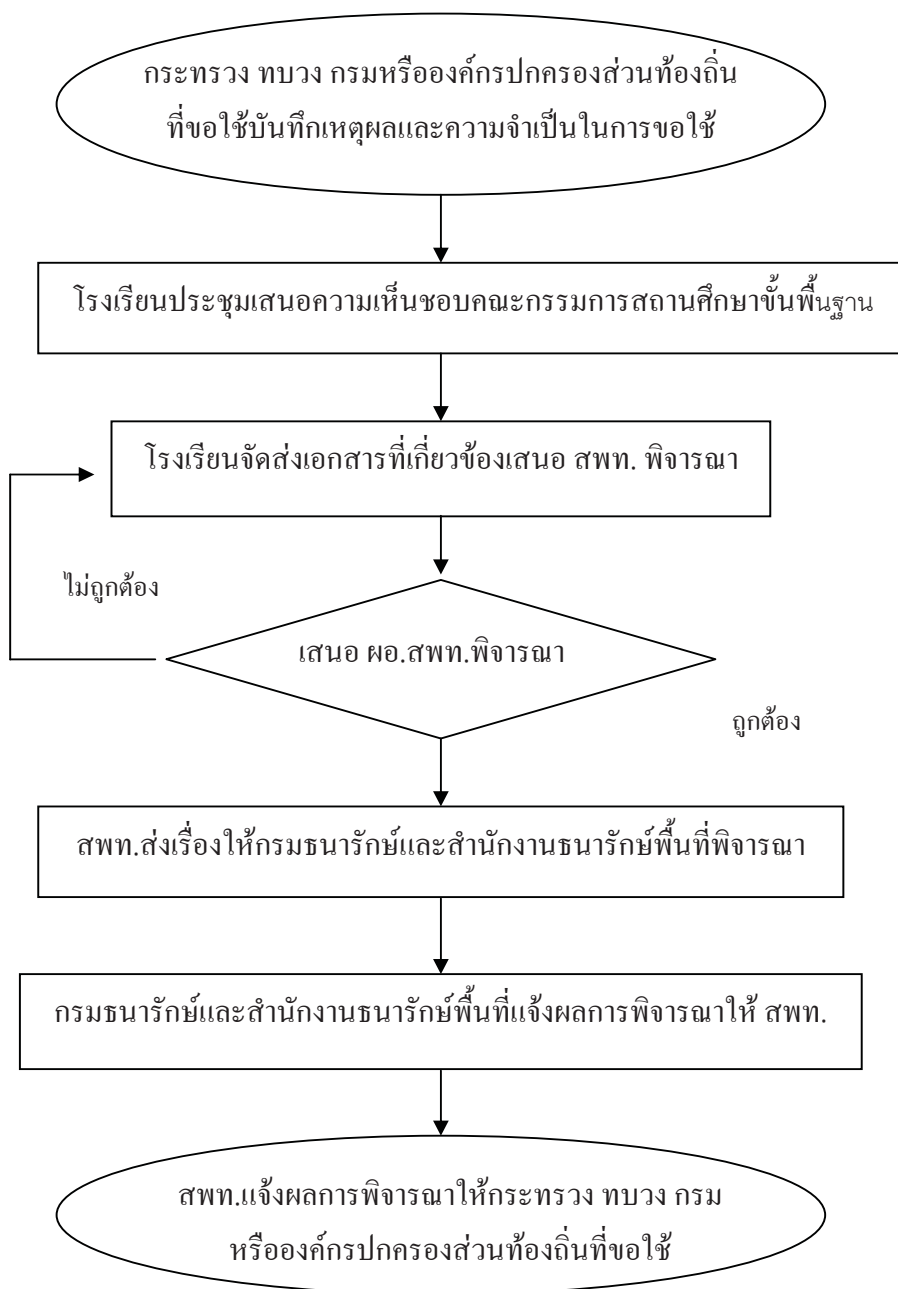 กระทรวง ทบวง กรมหรือองค์กรปกครองส่วนท้องถิ่น
ที่ขอใช้บันทึกเหตุผลและความจำเป็นในการขอใช้
โรงเรียนประชุมเสนอความเห็นชอบคณะกรรมการสถานศึกษาขั้นพื้นฐาน
โรงเรียนจัดส่งเอกสารที่เกี่ยวข้องเสนอ สพท. พิจารณา
ไม่ถูกต้อง
เสนอ ผอ.สพท.พิจารณา
ถูกต้อง
สพท.ส่งเรื่องให้กรมธนารักษ์และสำนักงานธนารักษ์พื้นที่พิจารณา
กรมธนารักษ์และสำนักงานธนารักษ์พื้นที่แจ้งผลการพิจารณาให้ สพท.
สพท.แจ้งผลการพิจารณาให้กระทรวง ทบวง กรม
หรือองค์กรปกครองส่วนท้องถิ่นที่ขอใช้